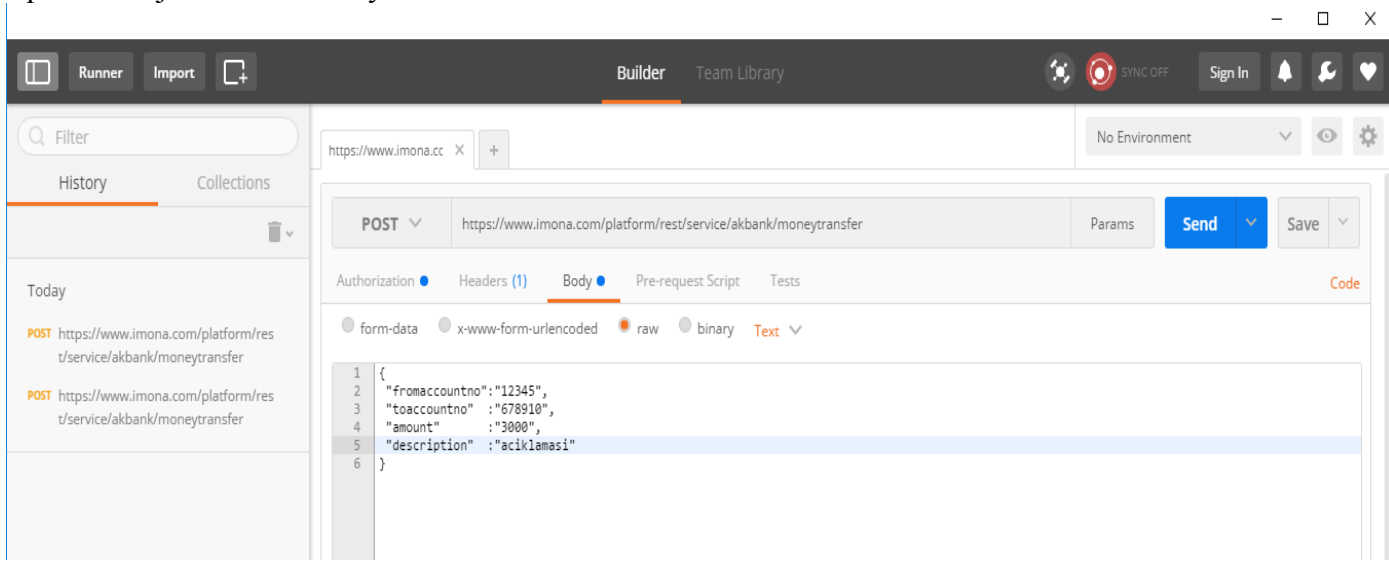 Runner Import Builder Team Library SYNC OFF Sign In
Filter
History Collections
Today
POST https://www.imona.com/platform/res
t/service/akbank/moneytransfer
POST https://www.imona.com/platform/res
t/service/akbank/moneytransfer
https://www.imona.cc X +
No Environment
POST https://www.imona.com/platform/rest/service/akbank/moneytransfer Params Send Save
Authorization Headers (1) Body Pre-request Script Tests Code
form-data x-www-form-urlencoded raw binary Text
1 {
2 "fromaccountno":"12345",
3 "toaccountno" :"678910",
4 "amount" :"3000",
5 "description" :"aciklamasi"
6 }